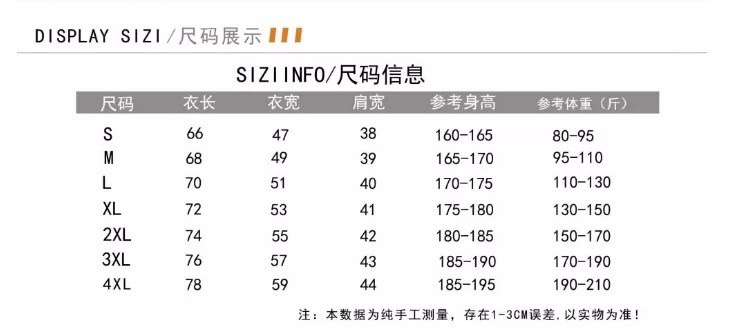 DISPLAY SIZI/尺码展示
SIZIINFO/尺码信息
尺码 衣长 衣宽 肩宽 参考身高 参考体重（斤）
S 66 47 38 160-165 80-95
M 68 49 39 165-170 95-110
L 70 51 40 170-175 110-130
XL 72 53 41 175-180 130-150
2XL 74 55 42 180-185 150-170
3XL 76 57 43 185-190 170-190
4XL 78 59 44 185-195 190-210
注：本数据为纯手工测量，存在1-3CM误差,以实物为准！